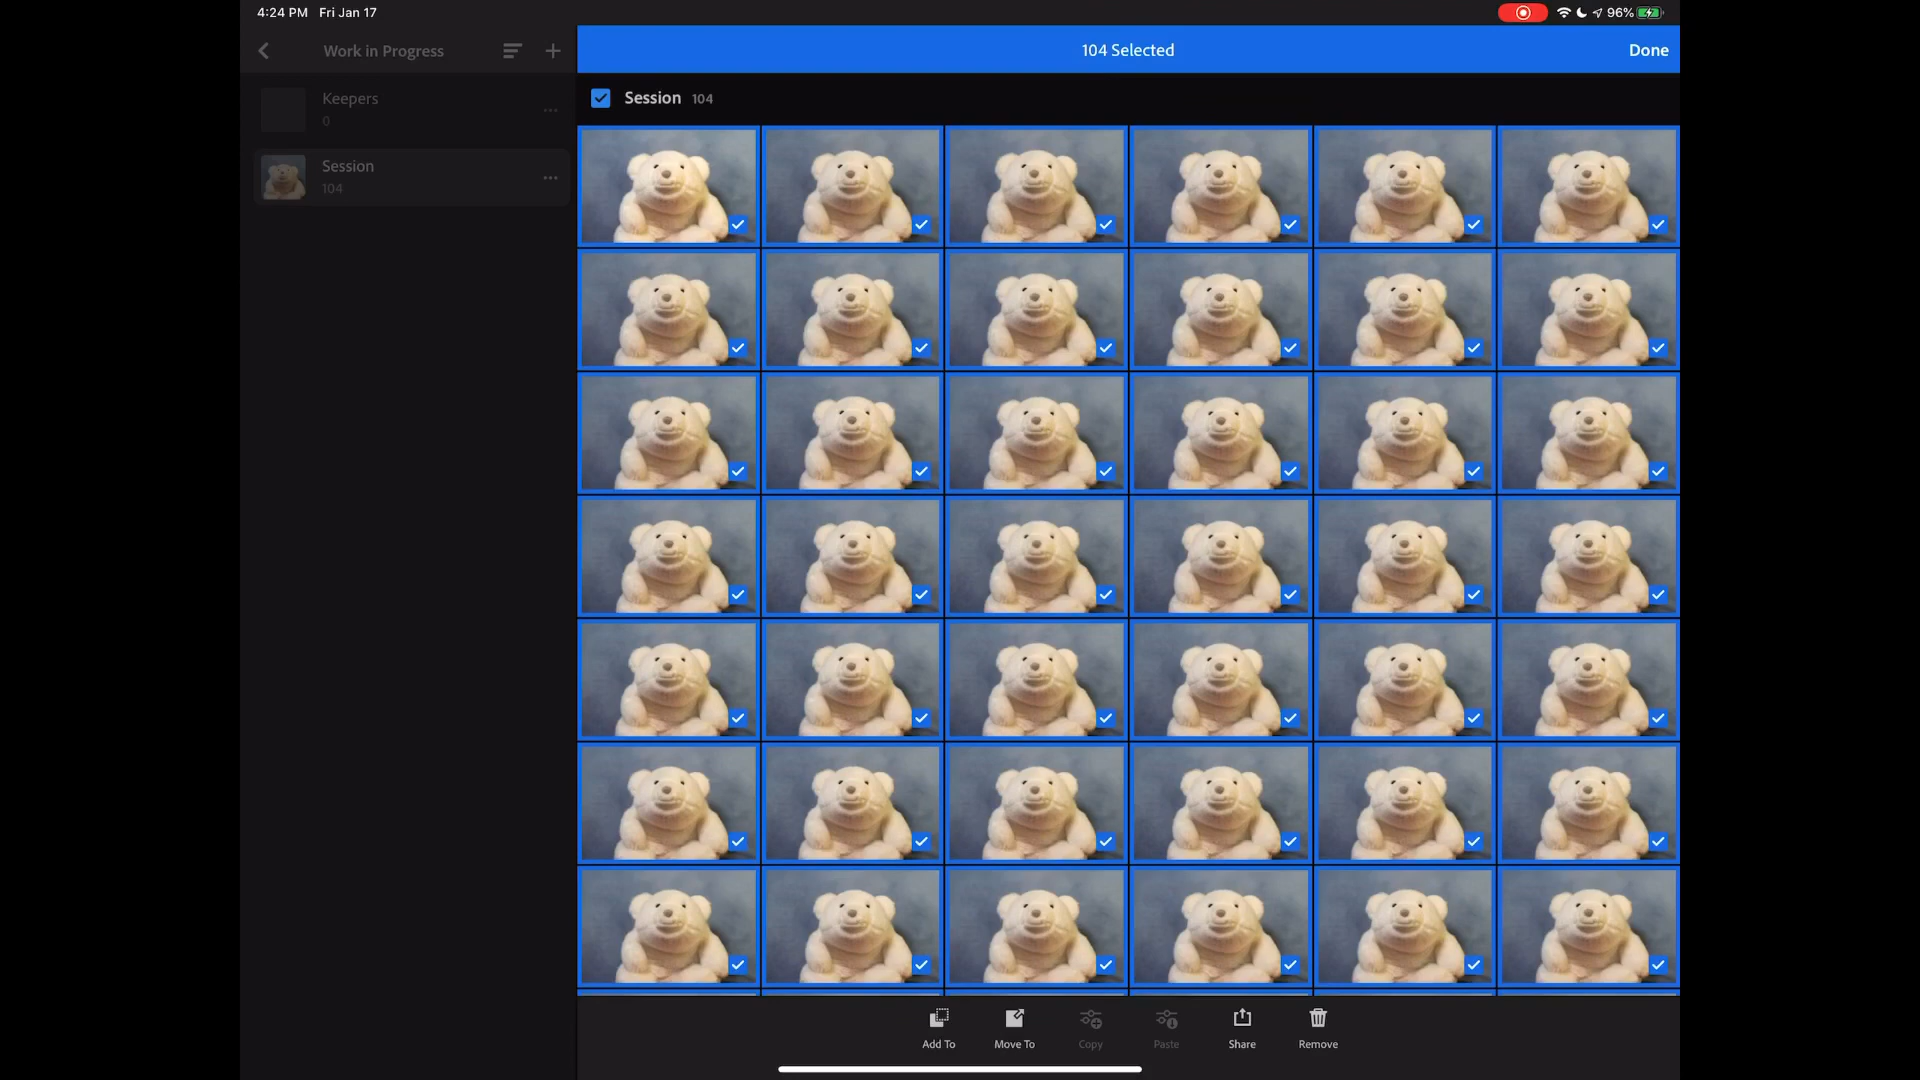 4:24 PM Fri Jan 17
96%
Work in Progress
104 Selected
Done
Keepers
0
Session
104
Session 104
Add To
Move To
Copy
Paste
Share
Remove